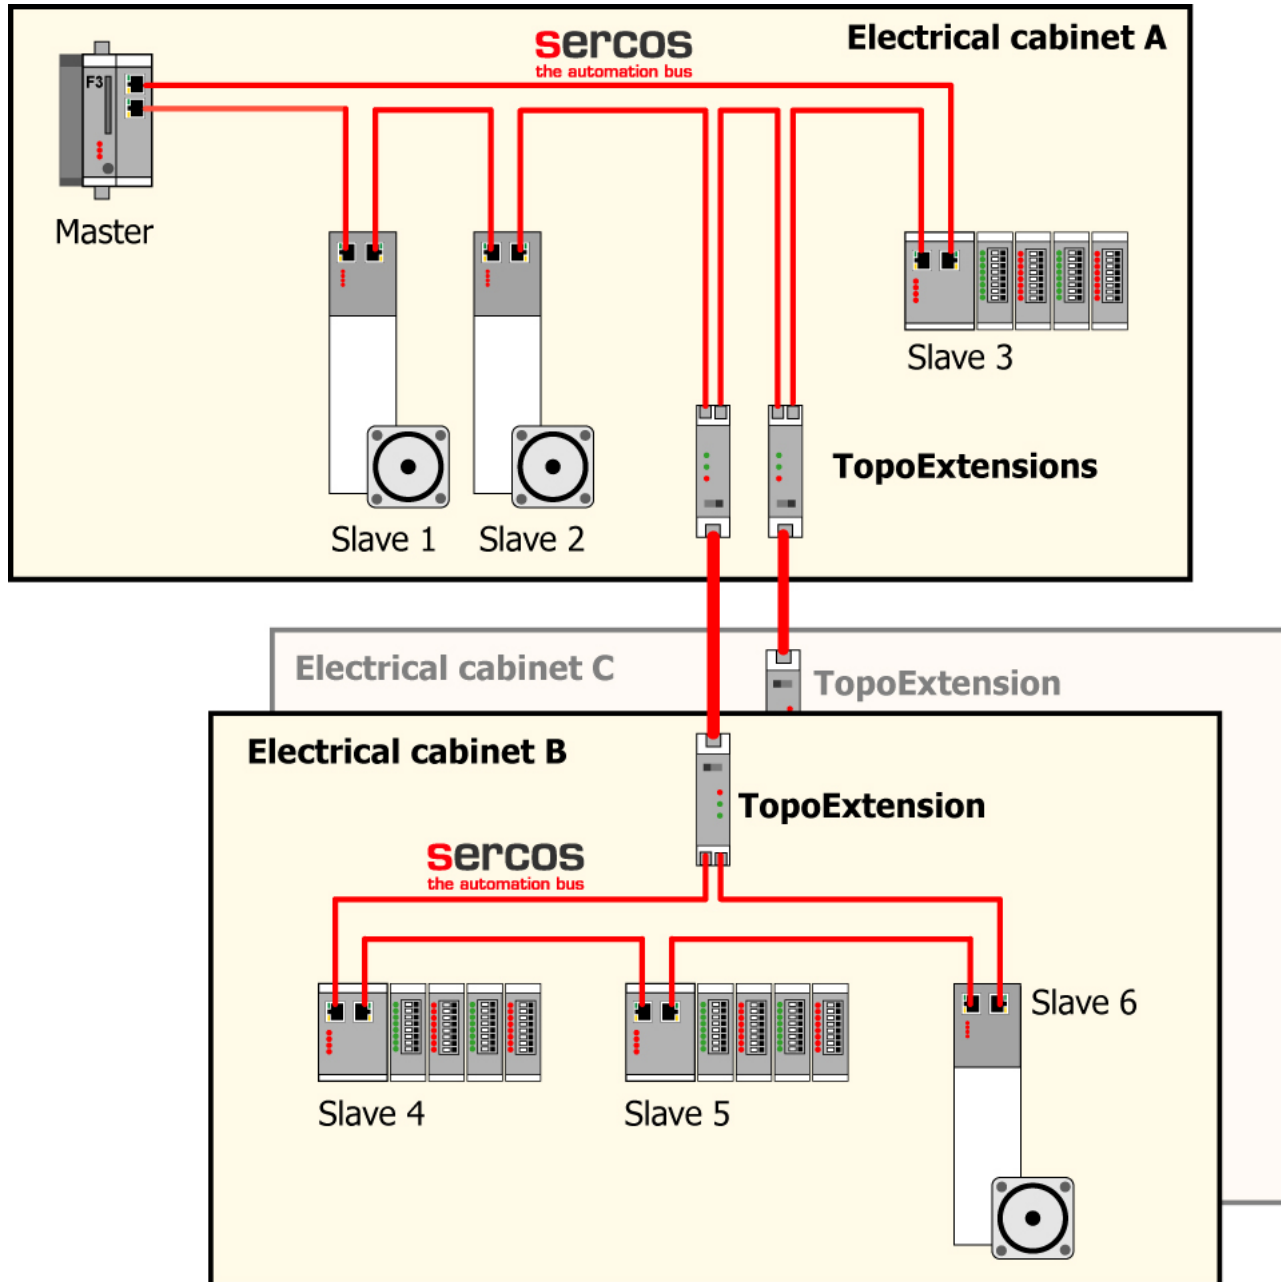 Electrical cabinet A
sercos
the automation bus
F3
Master
Slave 3
TopoExtensions
Slave 1
Slave 2
Electrical cabinet C
TopoExtension
Electrical cabinet B
TopoExtension
sercos
the automation bus
Slave 6
Slave 4
Slave 5